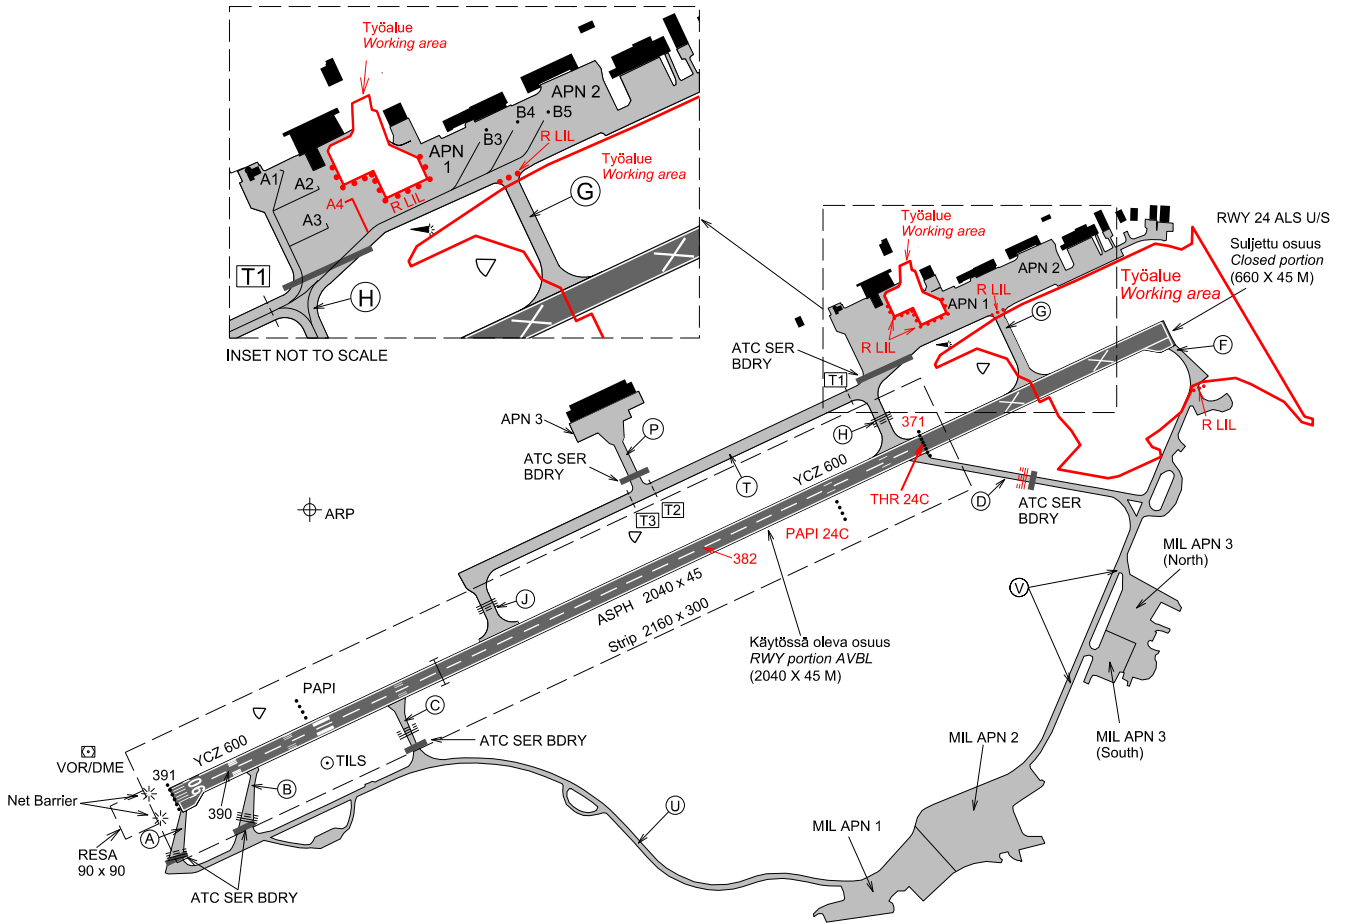 Työalue
Working area
APN 2
B4
B5
B3
R LIL
APN
1
Työalue
Working area
A1
A2
A3
A4
R LIL
G
T1
H
INSET NOT TO SCALE
RWY 24 ALS U/S
Suljettu osuus
Closed portion
(660 X 45 M)
Työalue
Working area
APN 2
Työalue
Working area
R LIL
APN 1
G
R LIL
F
ATC SER
BDRY
T1
R LIL
APN 3
P
H
371
ATC SER
BDRY
YCZ 600
T
THR 24C
D
ATC SER
BDRY
ARP
T2
T3
PAPI 24C
382
MIL APN 3
(North)
V
J
ASPH 2040 x 45
Strip 2160 x 300
Käytössä oleva osuus
RWY portion AVBL
(2040 X 45 M)
PAPI
C
MIL APN 3
(South)
MIL APN 2
ATC SER BDRY
YCZ 600
VOR/DME
TILS
391
06
B
Net Barrier
390
A
U
MIL APN 1
RESA
90 x 90
ATC SER BDRY